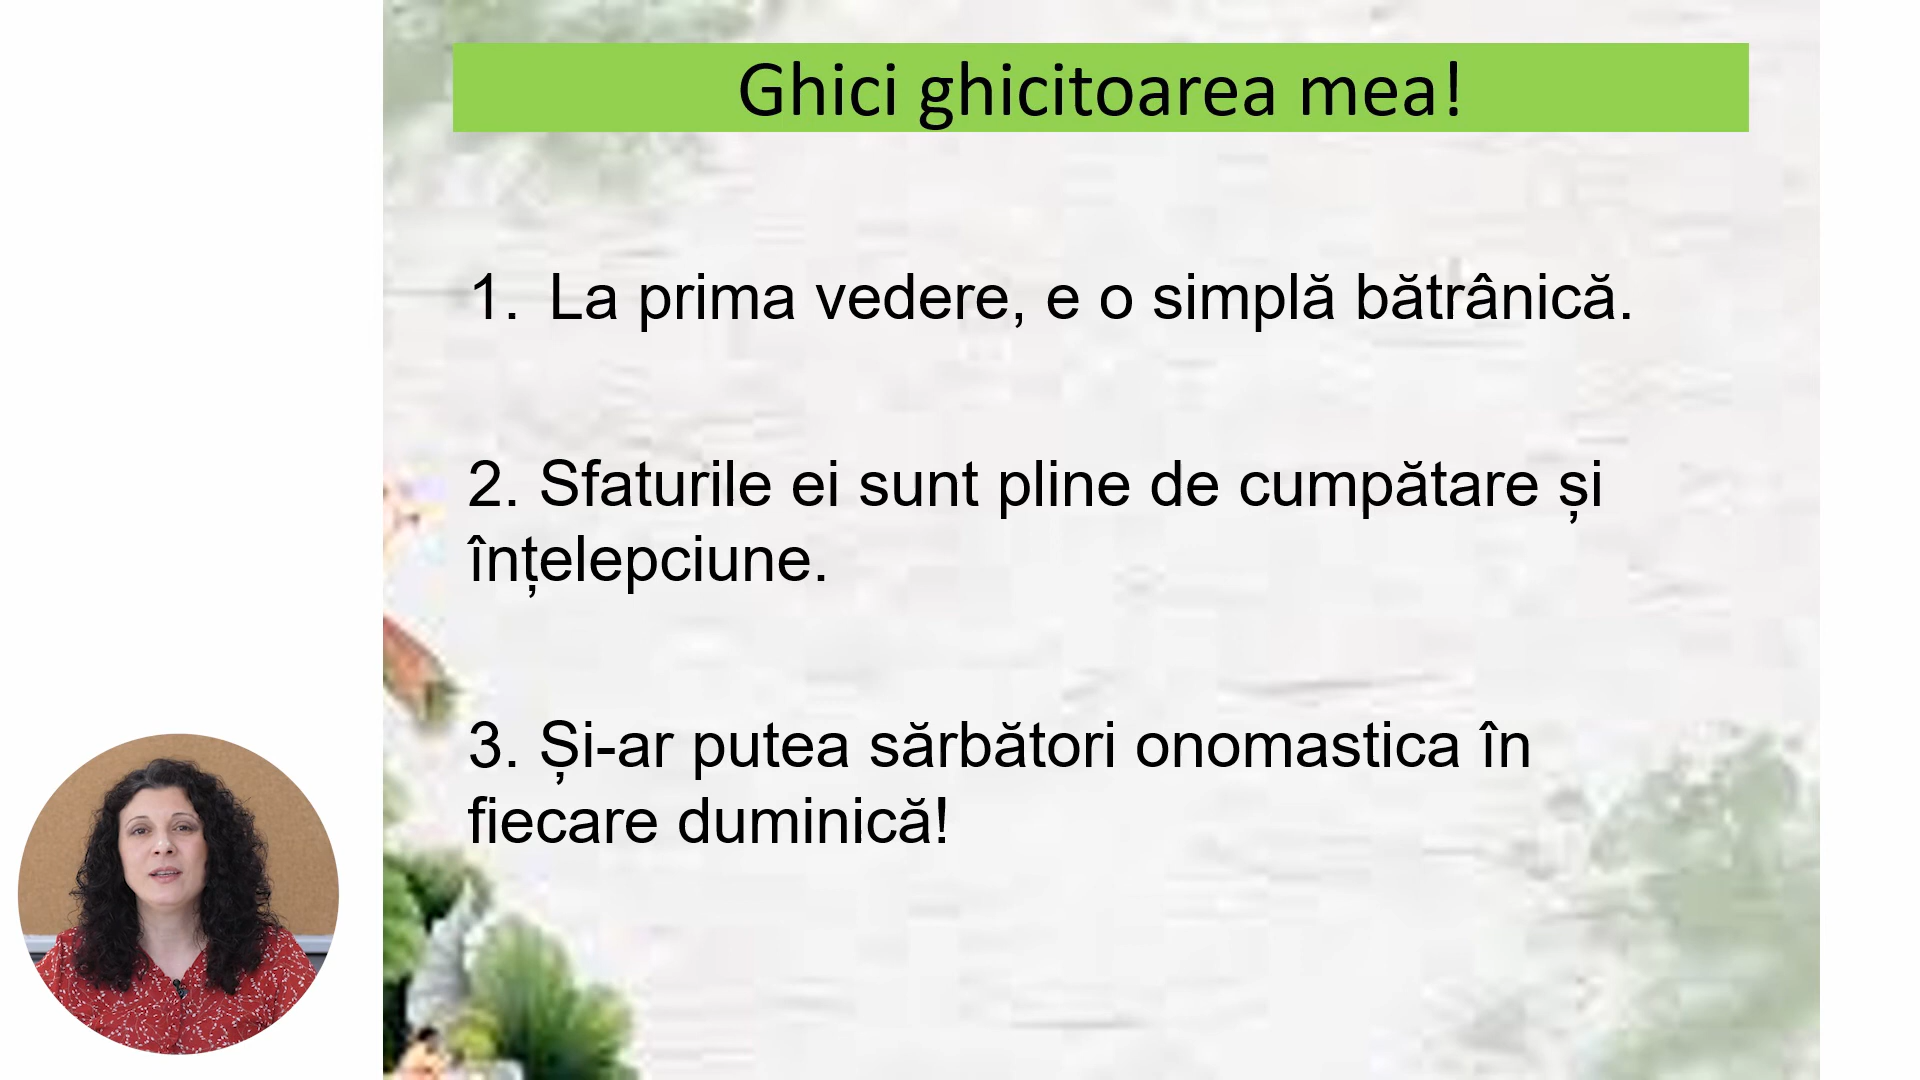 Ghici ghicitoarea mea!
1. La prima vedere, e o simplă bătrânică.
2. Sfaturile ei sunt pline de cumpătare și
înțelepciune.
3. Și-ar putea sărbători onomastica în
fiecare duminică!